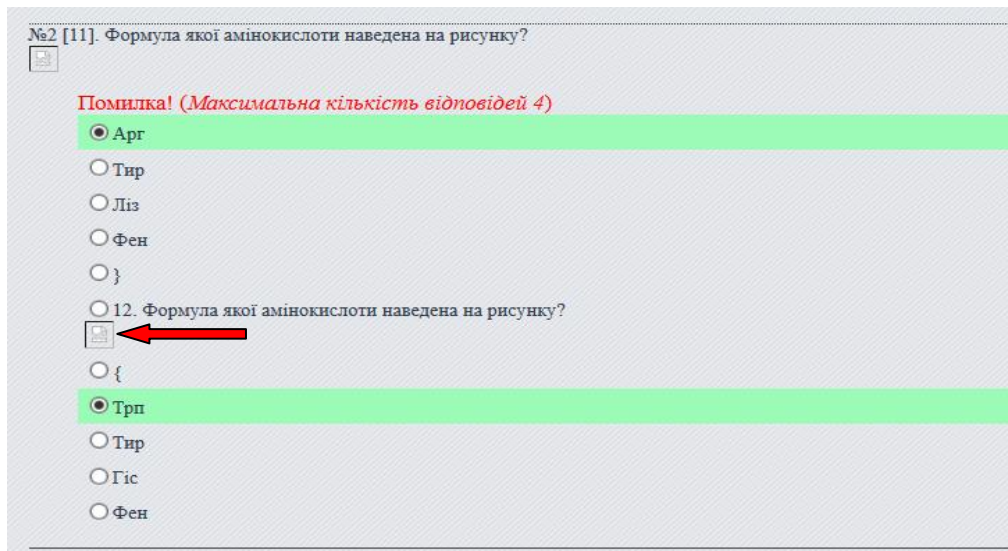 №2 [11]. Формула якої амінокислоти наведена на рисунку?
Помилка! (Максимальна кількість відповідей 4)
Арг
Тир
Ліз
Фен
}
12. Формула якої амінокислоти наведена на рисунку?
{
Трп
Тир
Гіс
Фен